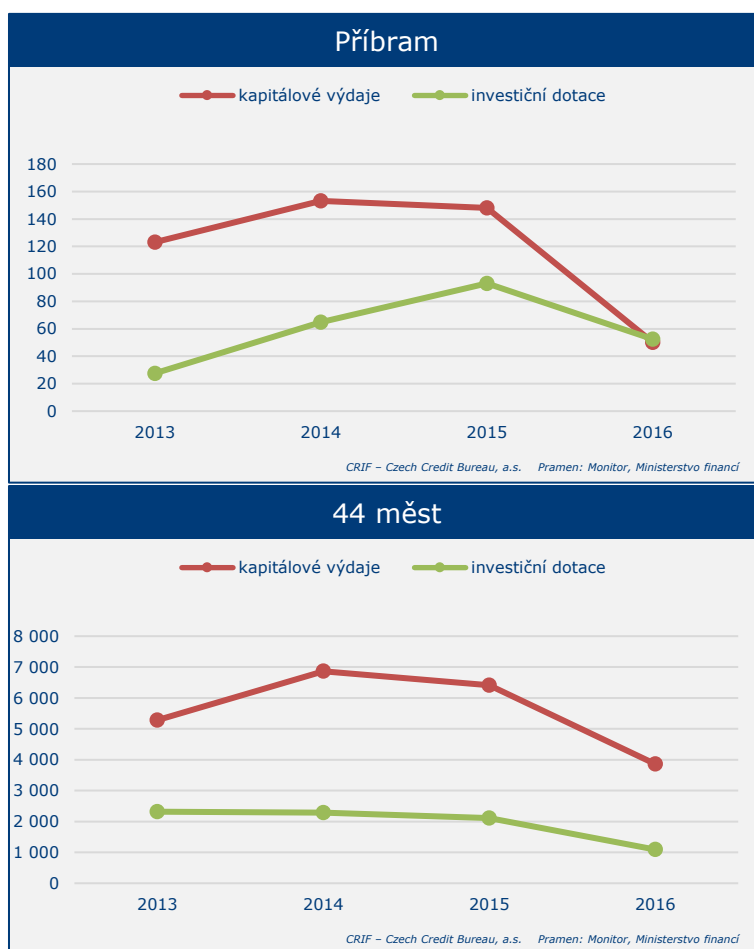 Příbram
kapitálové výdaje investiční dotace
180
160
140
120
100
80
60
40
20
0
2013 2014 2015 2016
CRIF – Czech Credit Bureau, a.s. Pramen: Monitor, Ministerstvo financí
44 měst
kapitálové výdaje investiční dotace
8 000
7 000
6 000
5 000
4 000
3 000
2 000
1 000
0
2013 2014 2015 2016
CRIF – Czech Credit Bureau, a.s. Pramen: Monitor, Ministerstvo financí